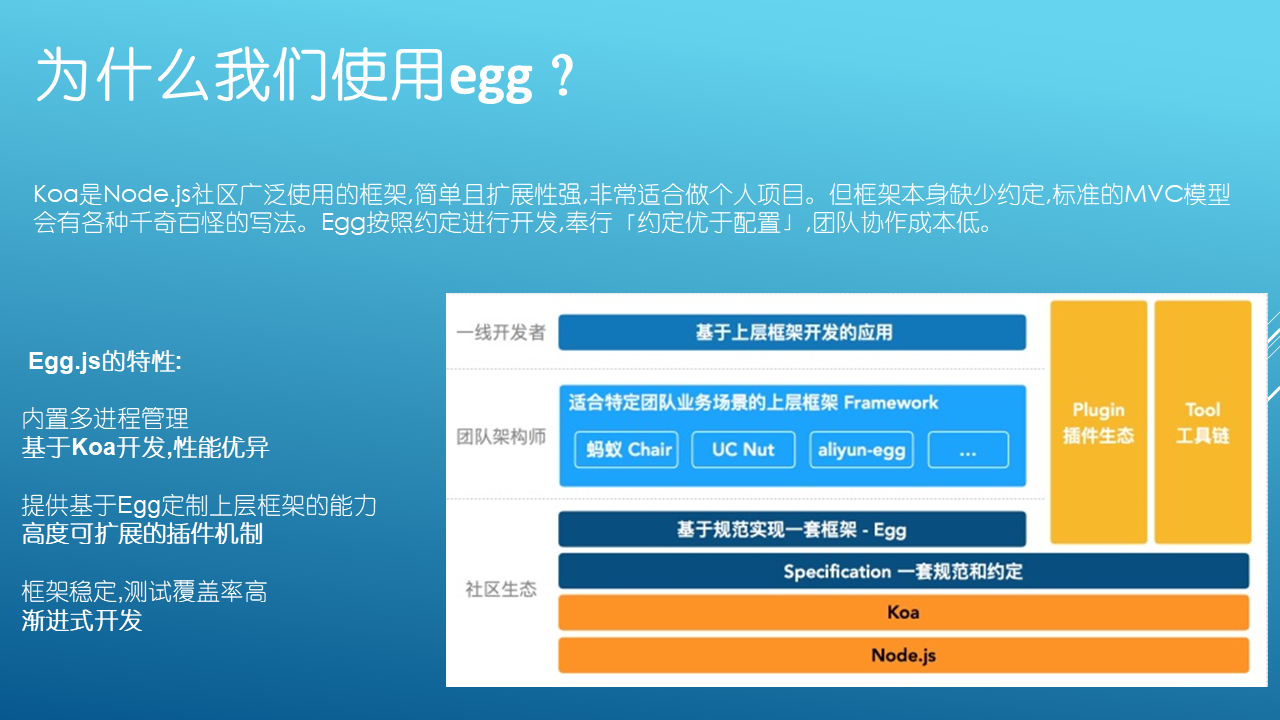 为什么我们使用egg？
Koa是Node.js社区广泛使用的框架,简单且扩展性强,非常适合做个人项目。但框架本身缺少约定,标准的MVC模型
会有各种千奇百怪的写法。Egg按照约定进行开发,奉行「约定优于配置」,团队协作成本低。
Egg.js的特性:
内置多进程管理
基于Koa开发,性能优异
提供基于Egg定制上层框架的能力
高度可扩展的插件机制
框架稳定,测试覆盖率高
渐进式开发
一线开发者
基于上层框架开发的应用
团队架构师
适合特定团队业务场景的上层框架 Framework
蚂蚁 Chair
UC Nut
aliyun-egg
...
Plugin
插件生态
Tool
工具链
社区生态
基于规范实现一套框架 - Egg
Specification 一套规范和约定
Koa
Node.js